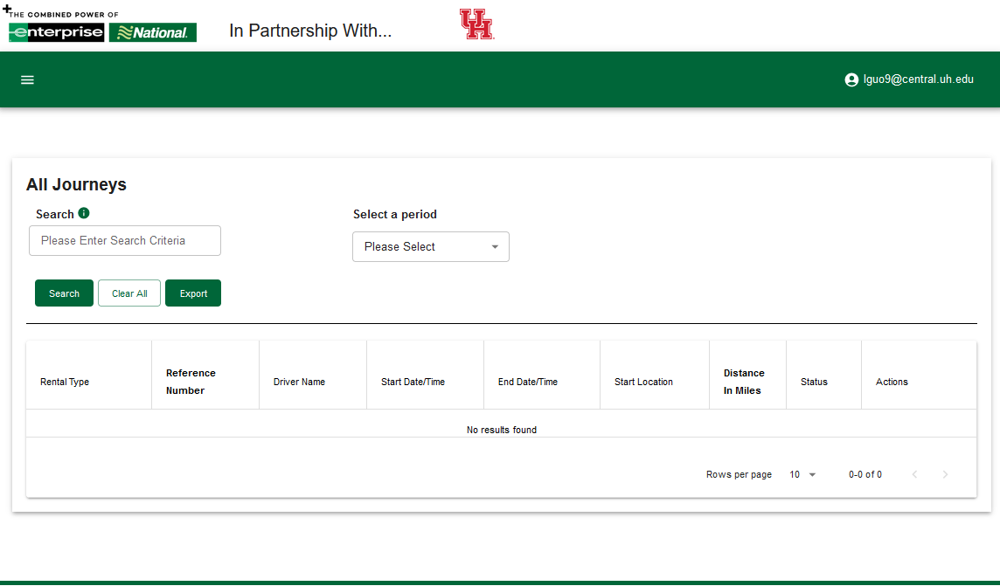 THE COMBINED POWER OF
enterprise National.
In Partnership With...
UH
lguo9@central.uh.edu
All Journeys
Search
Select a period
Please Enter Search Criteria
Please Select
Search Clear All Export
Rental Type
Reference
Number
Driver Name
Start Date/Time
End Date/Time
Start Location
Distance
In Miles
Status
Actions
No results found
Rows per page 10 0-0 of 0